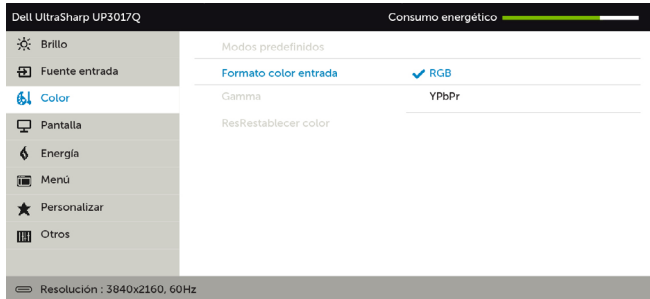 Dell UltraSharp UP3017Q
Consumo energético
Brillo
Modos predefinidos
Fuente entrada
Formato color entrada
RGB
Color
Gamma
YPbPr
Pantalla
ResRestablecer color
Energía
Menú
Personalizar
Otros
Resolución : 3840x2160, 60Hz